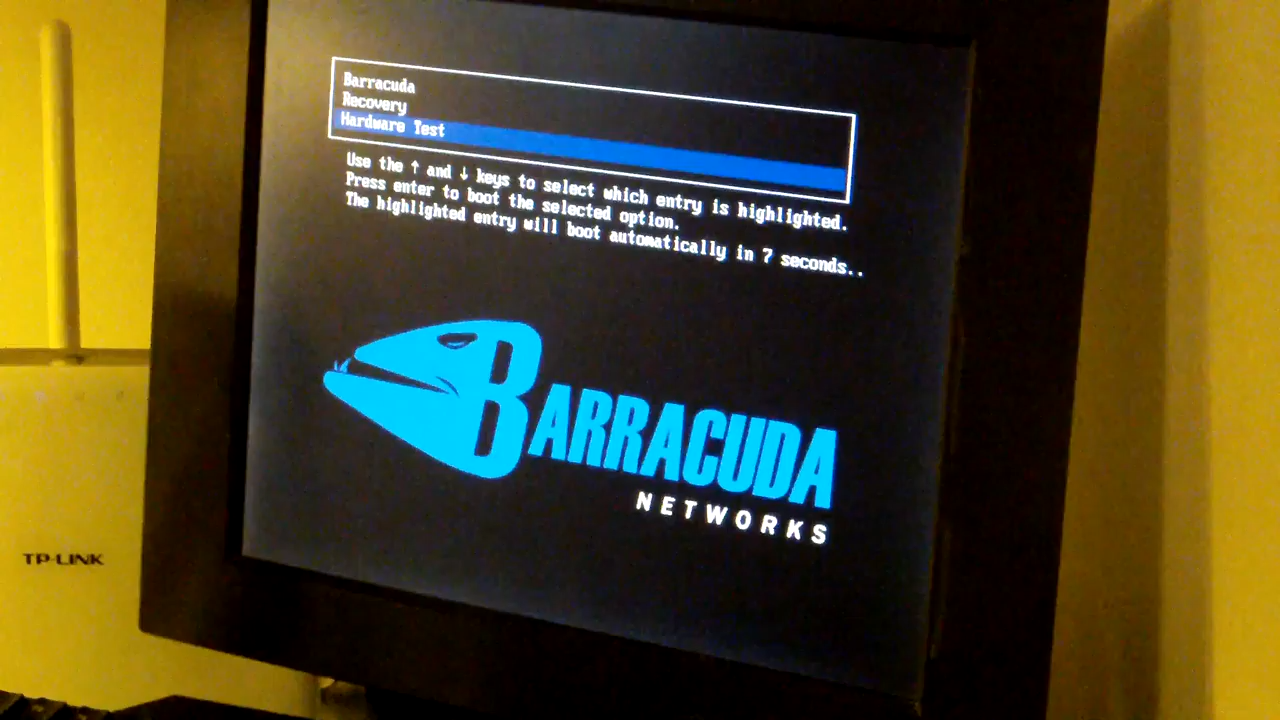 Barracuda
Recovery
Hardware Test
Use the ↑ and ↓ keys to select which entry is highlighted.
Press enter to boot the selected option.
The highlighted entry will boot automatically in 7 seconds..
BARRACUDA
NETWORKS
TP-LINK